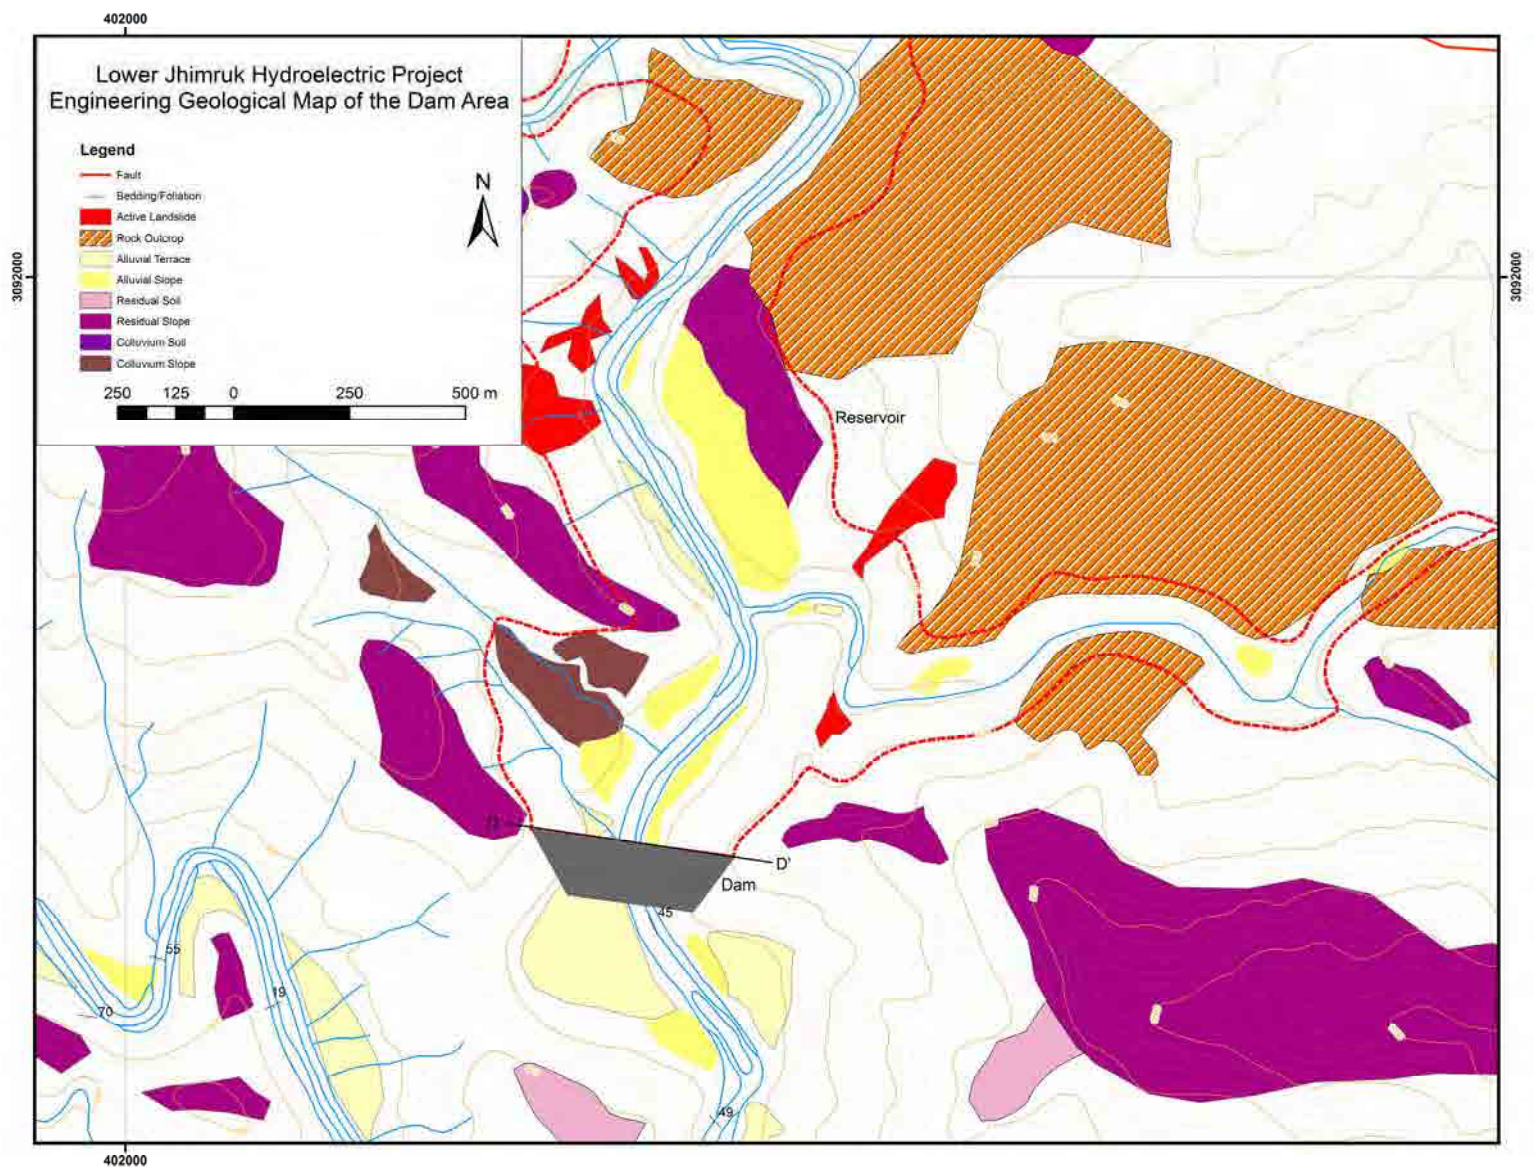 402000
Lower Jhimruk Hydroelectric Project
Engineering Geological Map of the Dam Area
Legend
Fault
Bedding/Foliation
Active Landslide
Rock Outcrop
Alluvial Terrace
Alluvial Slope
Residual Soil
Residual Slope
Colluvium Soil
Colluvium Slope
N
250 125 0 250 500 m
3092000
3092000
Reservoir
D'
Dam
45
55
19
70
49
402000